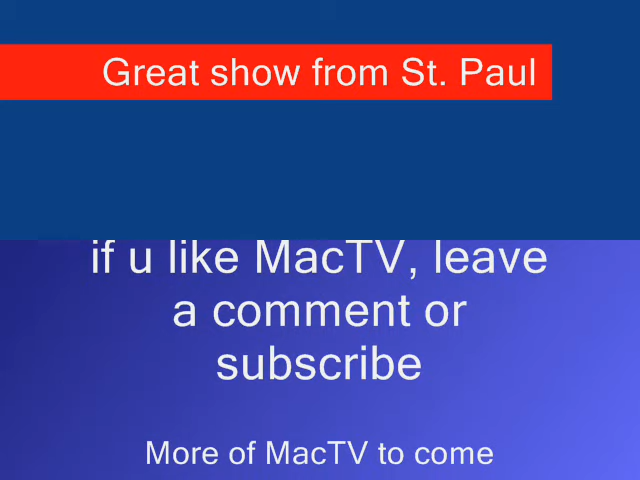 Great show from St. Paul
if u like MacTV, leave
a comment or
subscribe
More of MacTV to come